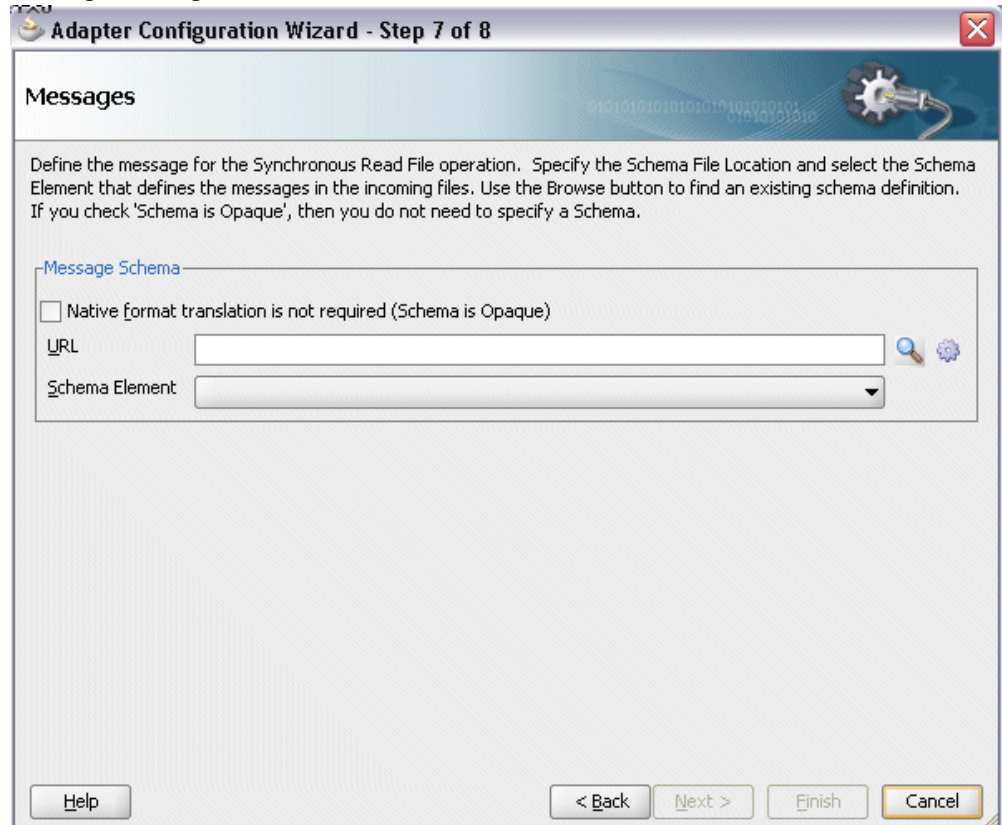 Adapter Configuration Wizard - Step 7 of 8
Messages
Define the message for the Synchronous Read File operation.  Specify the Schema File Location and select the Schema
Element that defines the messages in the incoming files. Use the Browse button to find an existing schema definition.
If you check 'Schema is Opaque', then you do not need to specify a Schema.
Message Schema
Native format translation is not required (Schema is Opaque)
URL
Schema Element
Help
< Back
Next >
Finish
Cancel